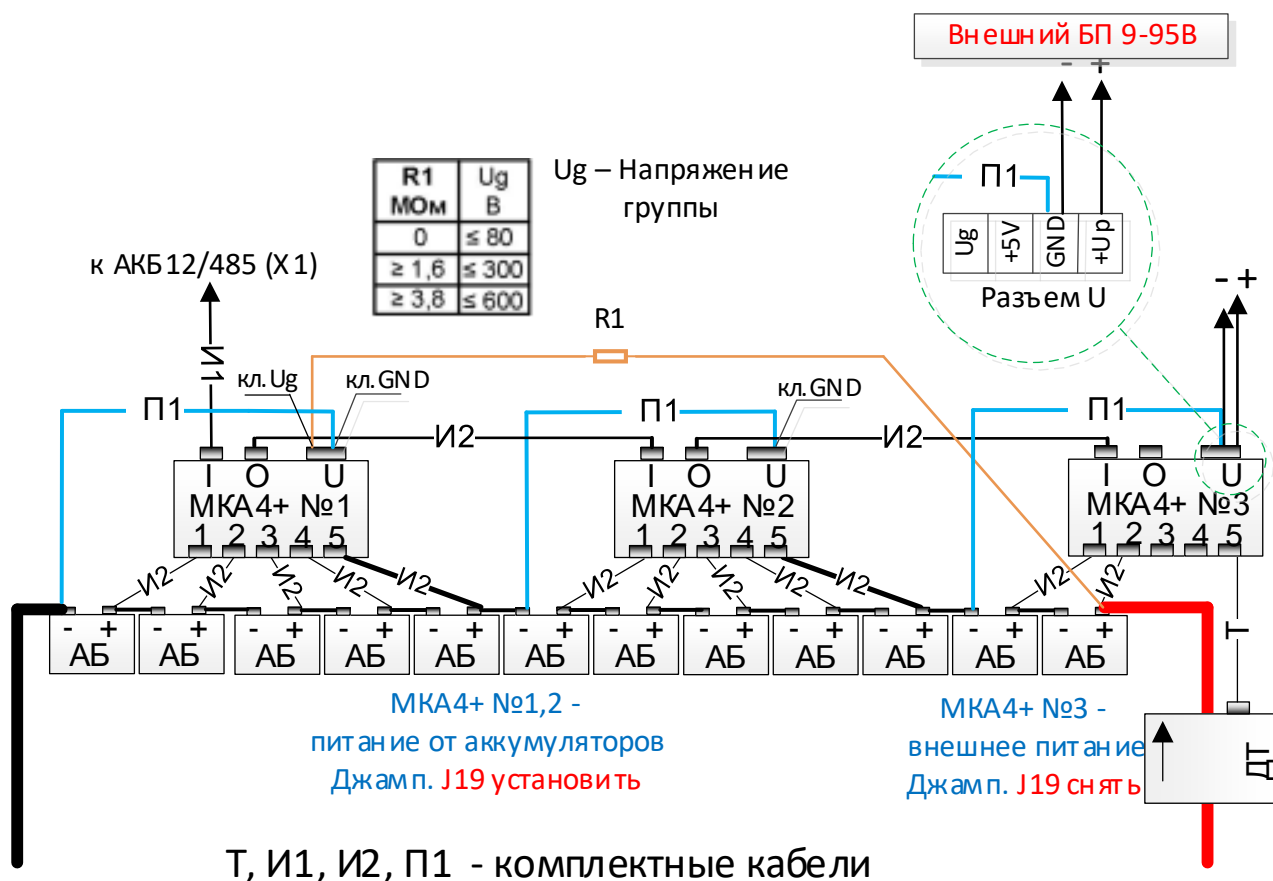 Внешний БП 9-95В
- +
П1
Ug
+5V
GND
+Up
Разъем U
R1 Ug
МОм В
0 ≤ 80
≥ 1,6 ≤ 300
≥ 3,8 ≤ 600
Ug – Напряжение
группы
к АКБ12/485 (X1)
И1
R1
- +
кл.Ug кл.GND
П1
И2
П1
кл.GND
И2
П1
I O U
МКА4+ №1
1 2 3 4 5
I O U
МКА4+ №2
1 2 3 4 5
I O U
МКА4+ №3
1 2 3 4 5
И2 И2 И2 И2 И2 И2 И2 И2 И2 И2 И2 И2
Т
- + - + - + - + - + - + - + - + - + - + - + - +
АБ АБ АБ АБ АБ АБ АБ АБ АБ АБ АБ АБ
МКА4+ №1,2 -
питание от аккумуляторов
Джамп. J19 установить
МКА4+ №3 -
внешнее питание
Джамп. J19 снять
ДТ
Т, И1, И2, П1 - комплектные кабели